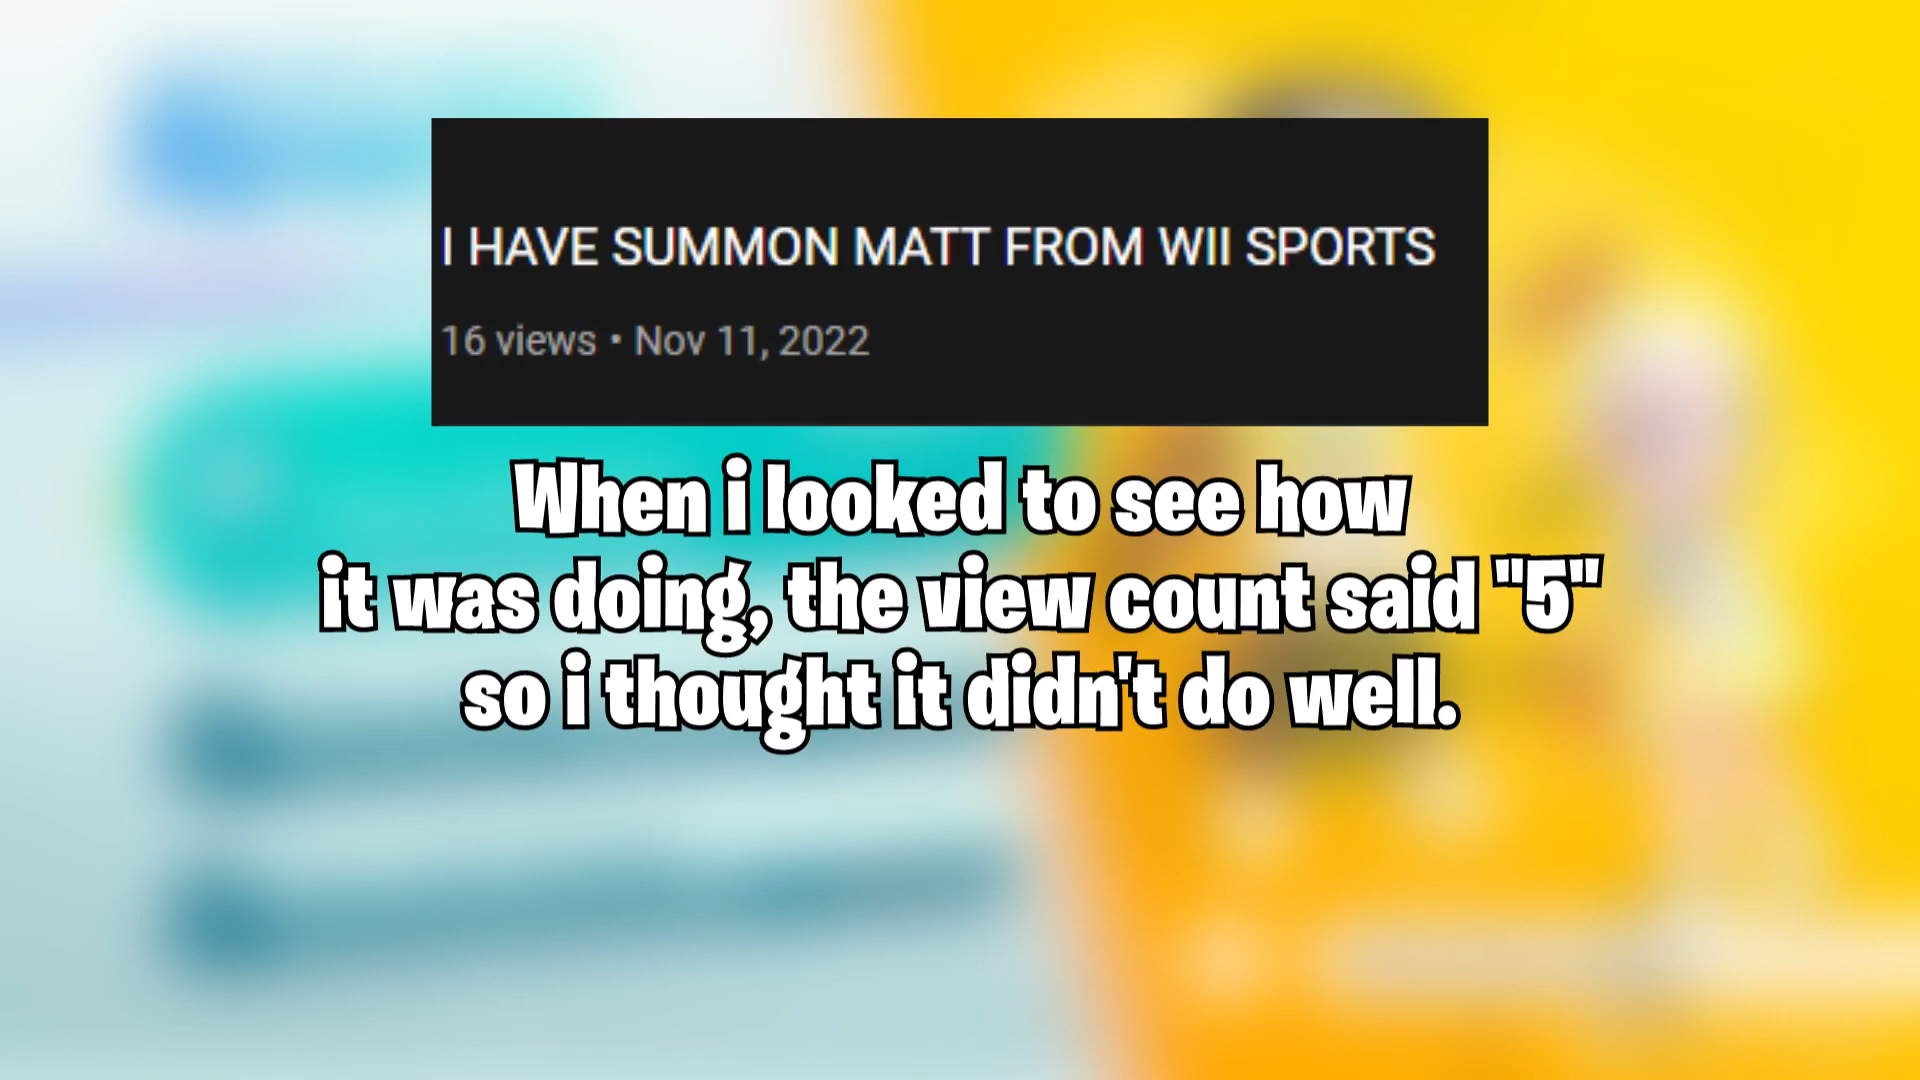 I HAVE SUMMON MATT FROM WII SPORTS
16 views • Nov 11, 2022
When i looked to see how
it was doing, the view count said "5"
so i thought it didn't do well.